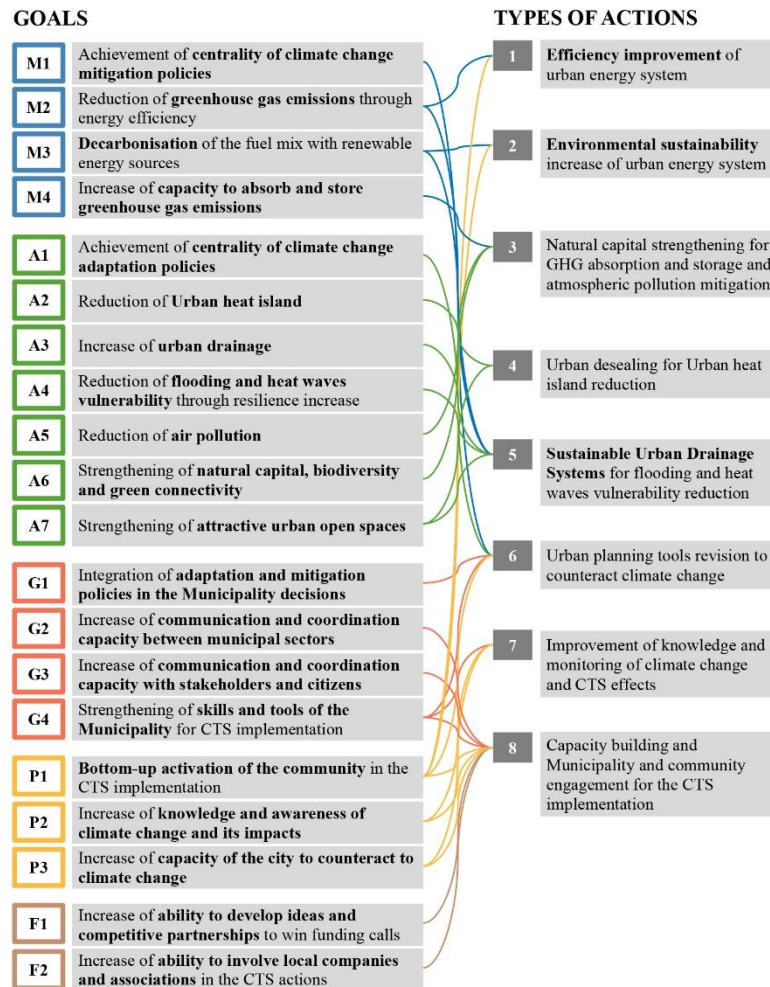 GOALS
M1
Achievement of centrality of climate change
mitigation policies
M2
Reduction of greenhouse gas emissions through
energy efficiency
M3
Decarbonisation of the fuel mix with renewable
energy sources
M4
Increase of capacity to absorb and store
greenhouse gas emissions
A1
Achievement of centrality of climate change
adaptation policies
A2
Reduction of Urban heat island
A3
Increase of urban drainage
A4
Reduction of flooding and heat waves
vulnerability through resilience increase
A5
Reduction of air pollution
A6
Strengthening of natural capital, biodiversity
and green connectivity
A7
Strengthening of attractive urban open spaces
G1
Integration of adaptation and mitigation
policies in the Municipality decisions
G2
Increase of communication and coordination
capacity between municipal sectors
G3
Increase of communication and coordination
capacity with stakeholders and citizens
G4
Strengthening of skills and tools of the
Municipality for CTS implementation
P1
Bottom-up activation of the community in the
CTS implementation
P2
Increase of knowledge and awareness of
climate change and its impacts
P3
Increase of capacity of the city to counteract to
climate change
F1
Increase of ability to develop ideas and
competitive partnerships to win funding calls
F2
Increase of ability to involve local companies
and associations in the CTS actions
TYPES OF ACTIONS
1
Efficiency improvement of
urban energy system
2
Environmental sustainability
increase of urban energy system
3
Natural capital strengthening for
GHG absorption and storage and
atmospheric pollution mitigation
4
Urban desealing for Urban heat
island reduction
5
Sustainable Urban Drainage
Systems for flooding and heat
waves vulnerability reduction
6
Urban planning tools revision to
counteract climate change
7
Improvement of knowledge and
monitoring of climate change
and CTS effects
8
Capacity building and
Municipality and community
engagement for the CTS
implementation